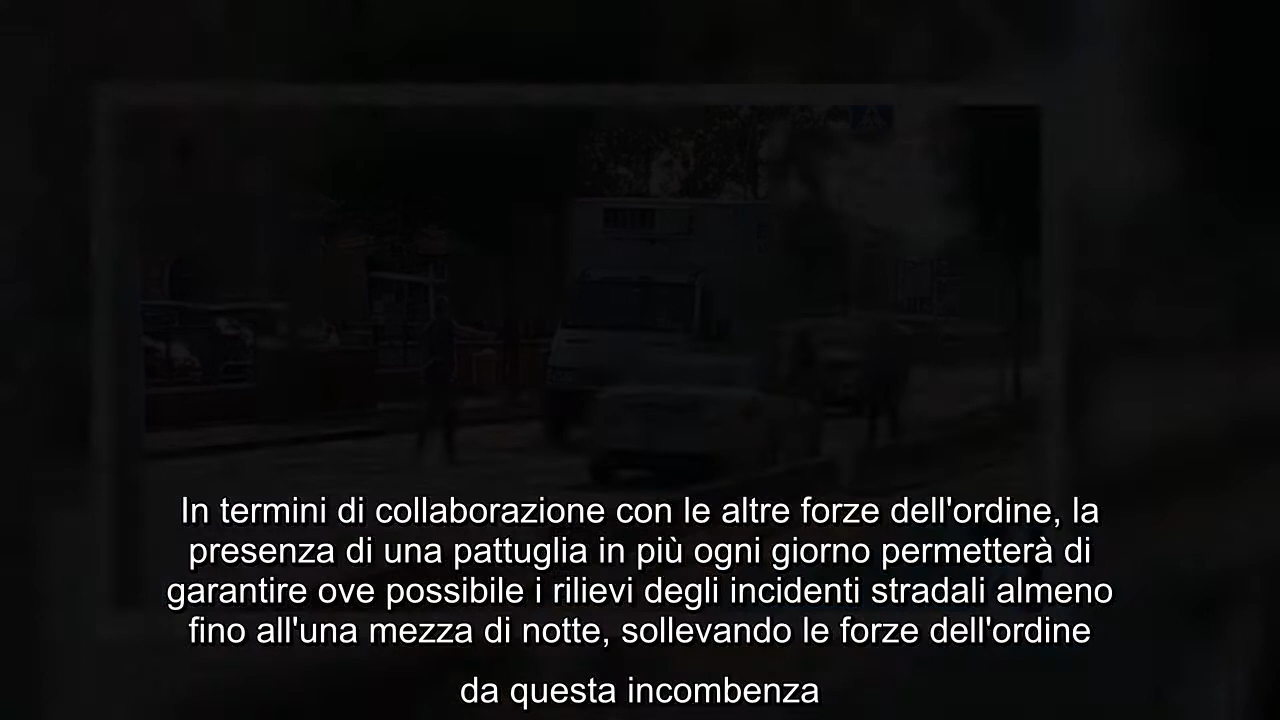 In termini di collaborazione con le altre forze dell'ordine, la
presenza di una pattuglia in più ogni giorno permetterà di
garantire ove possibile i rilievi degli incidenti stradali almeno
fino all'una mezza di notte, sollevando le forze dell'ordine
da questa incombenza